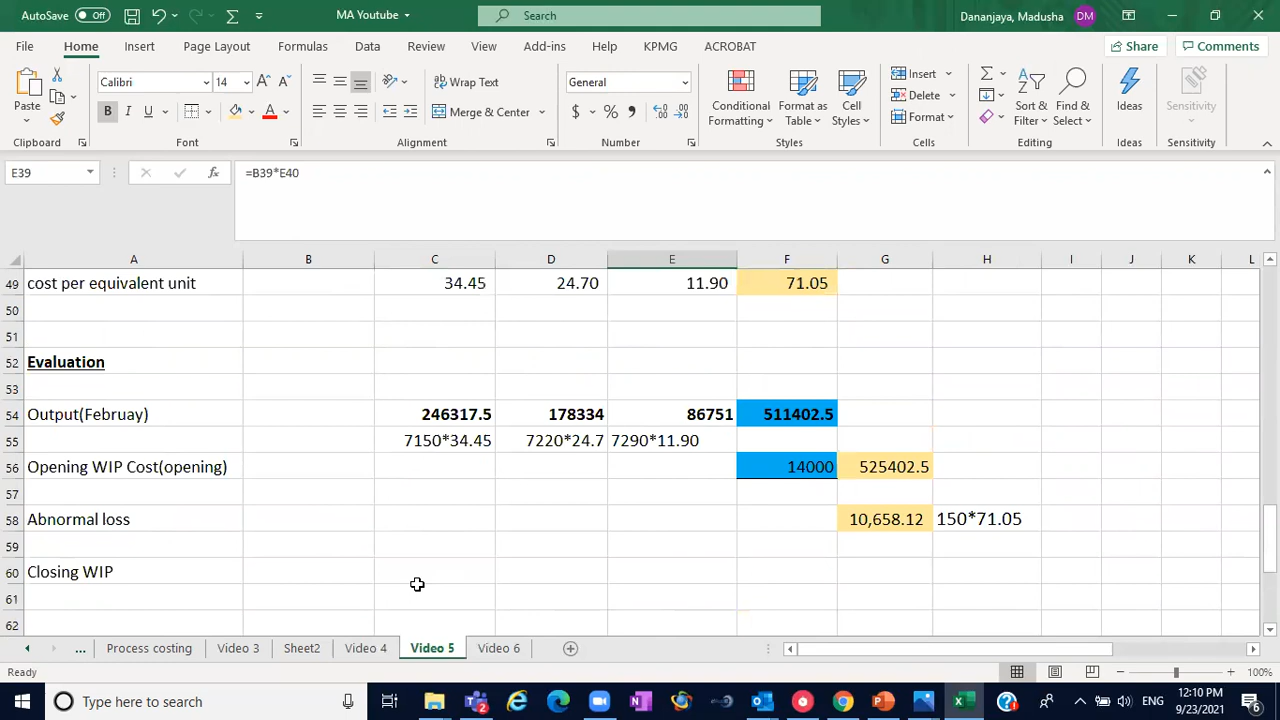 AutoSave Off MA Youtube Search Dananjaya, Madusha DM
File Home Insert Page Layout Formulas Data Review View Add-ins Help KPMG ACROBAT Share Comments
Paste Calibri 14 Wrap Text General Conditional Formatting Format as Table Cell Styles Insert Sort & Filter Find & Select Ideas Sensitivity
B I U A Merge & Center $ % Delete
Format
Clipboard Font Alignment Number Styles Cells Editing Ideas Sensitivity
E39 fx =B39*E40
A B C D E F G H I J K L
49 cost per equivalent unit 34.45 24.70 11.90 71.05
50
51
52 Evaluation
53
54 Output(Februay) 246317.5 178334 86751 511402.5
55 7150*34.45 7220*24.7 7290*11.90
56 Opening WIP Cost(opening) 14000 525402.5
57
58 Abnormal loss 10,658.12 150*71.05
59
60 Closing WIP
61
62
... Process costing Video 3 Sheet2 Video 4 Video 5 Video 6
Ready 100%
Type here to search ENG 12:10 PM 9/23/2021 6